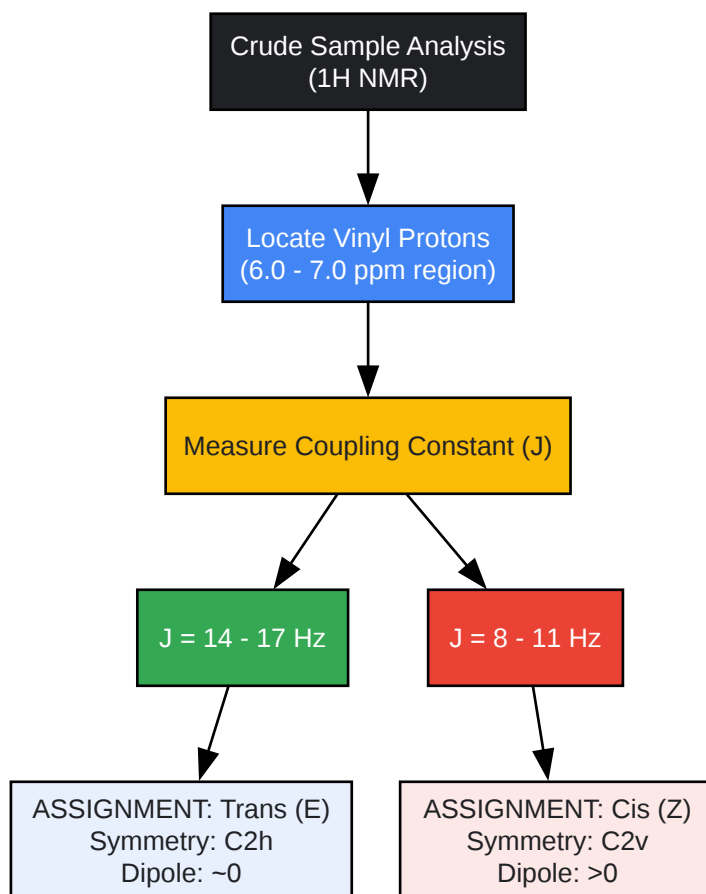 Crude Sample Analysis
(1H NMR)
Locate Vinyl Protons
(6.0 - 7.0 ppm region)
Measure Coupling Constant (J)
J = 14 - 17 Hz
J = 8 - 11 Hz
ASSIGNMENT: Trans (E)
Symmetry: C2h
Dipole: ~0
ASSIGNMENT: Cis (Z)
Symmetry: C2v
Dipole: >0